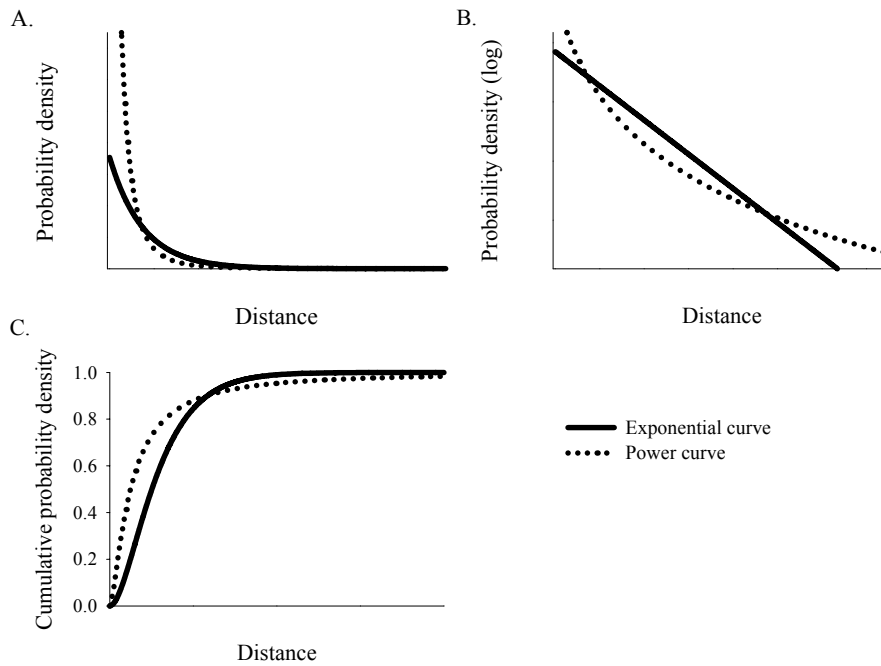 A.
Probability density
Distance
B.
Probability density (log)
Distance
C.
Cumulative probability density
1.0
0.8
0.6
0.4
0.2
0.0
Distance
Exponential curve
Power curve